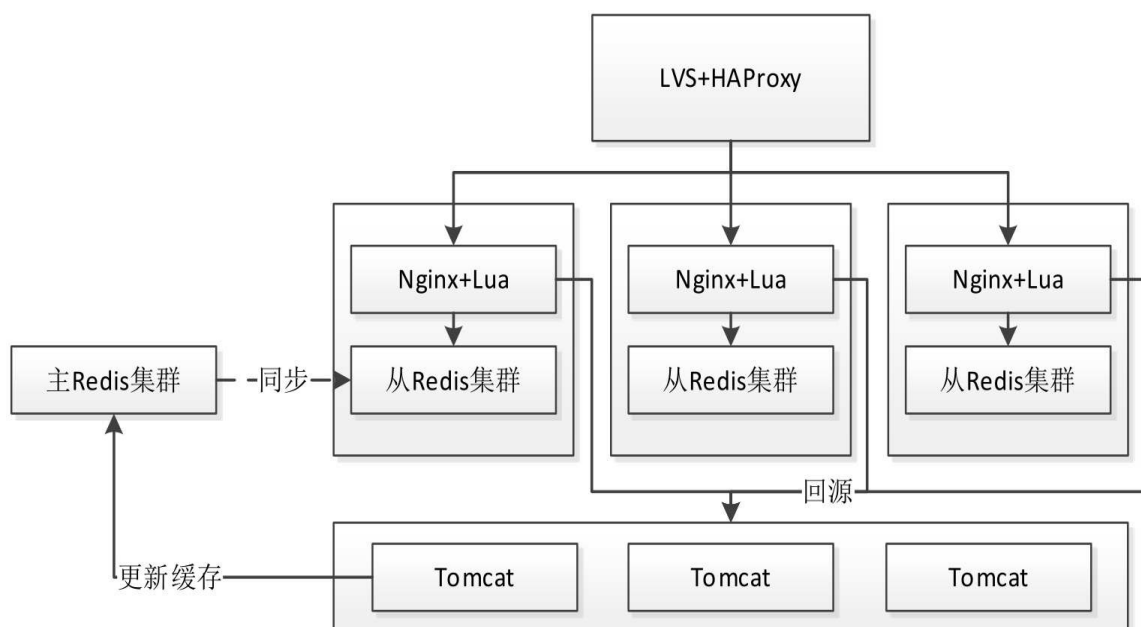 LVS+HAProxy
Nginx+Lua
Nginx+Lua
Nginx+Lua
主Redis集群
同步
从Redis集群
从Redis集群
从Redis集群
回源
更新缓存
Tomcat
Tomcat
Tomcat